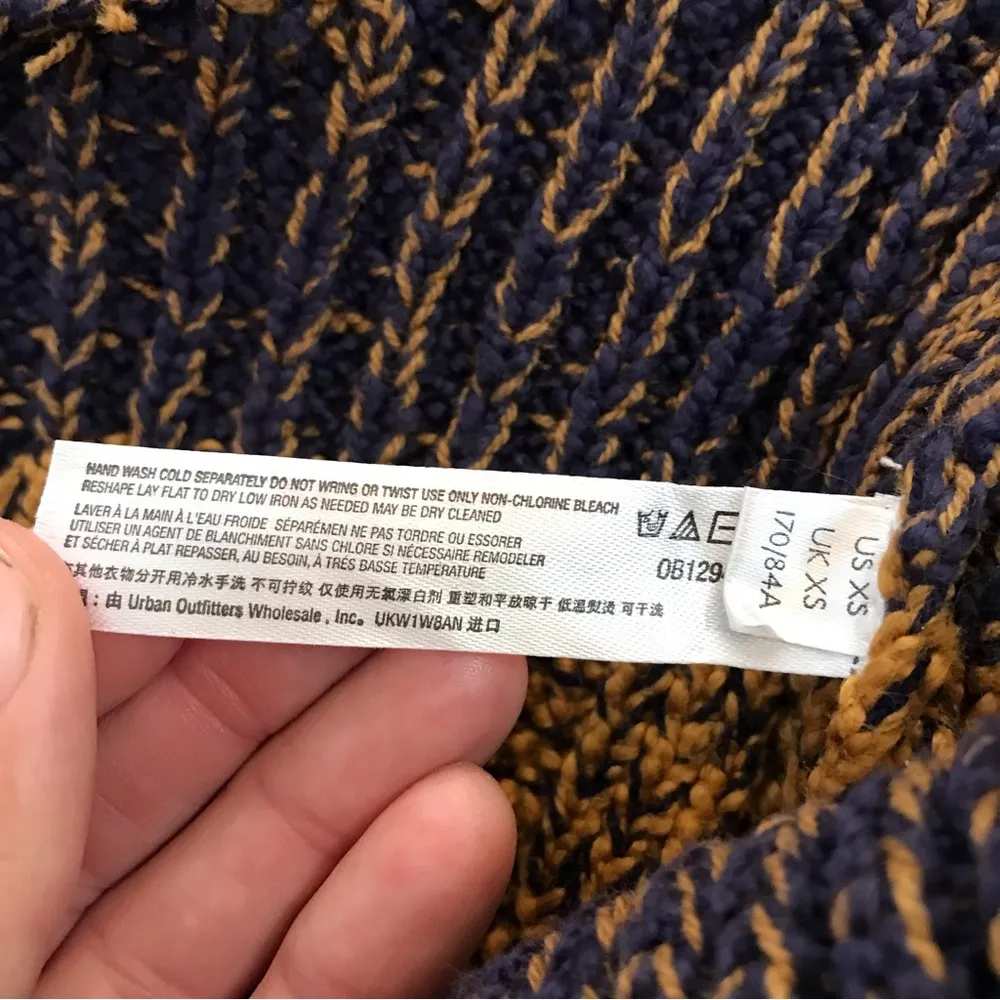 HAND WASH COLD SEPARATELY DO NOT WRING OR TWIST USE ONLY NON-CHLORINE BLEACH
RESHAPE LAY FLAT TO DRY LOW IRON AS NEEDED MAY BE DRY CLEANED
LAVER À LA MAIN À L'EAU FROIDE SÉPARÉMEN NE PAS TORDRE OU ESSORER
UTILISER UN AGENT DE BLANCHIMENT SANS CHLORE SI NÉCESSAIRE REMODELER
ET SÉCHER À PLAT REPASSER, AU BESOIN, À TRÈS BASSE TEMPÉRATURE
其他衣物分开用冷水手洗 不可拧绞 仅使用无氯漂白剂 重塑和平放晾干 低温熨烫 可干洗
: 由 Urban Outfitters Wholesale, Inc。 UKW1W8AN 进口
0B129
US XS
UK XS
170/84A